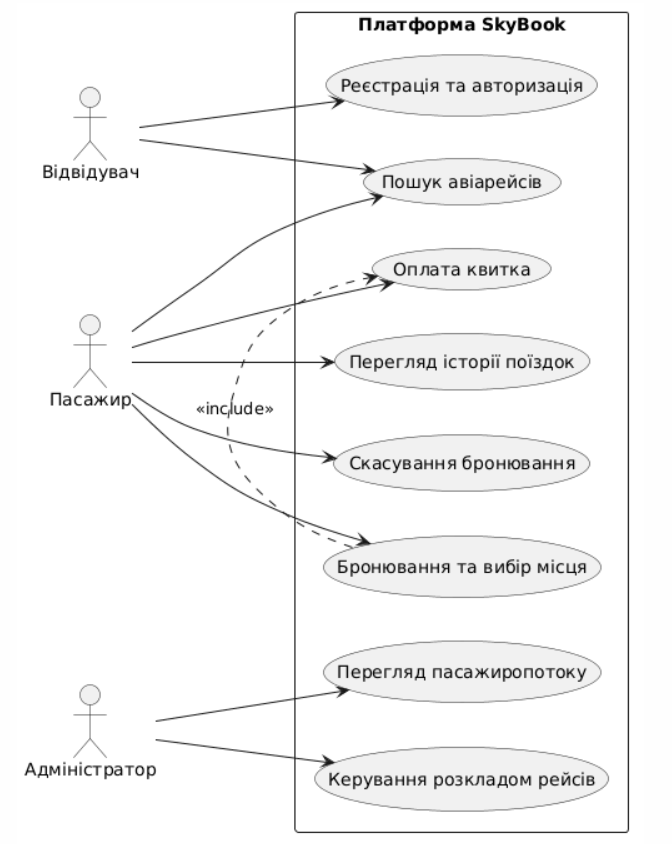 Платформа SkyBook
Реєстрація та авторизація
Відвідувач
Пошук авіарейсів
Оплата квитка
Перегляд історії поїздок
Пасажир
«include»
Скасування бронювання
Бронювання та вибір місця
Перегляд пасажиропотоку
Адміністратор
Керування розкладом рейсів